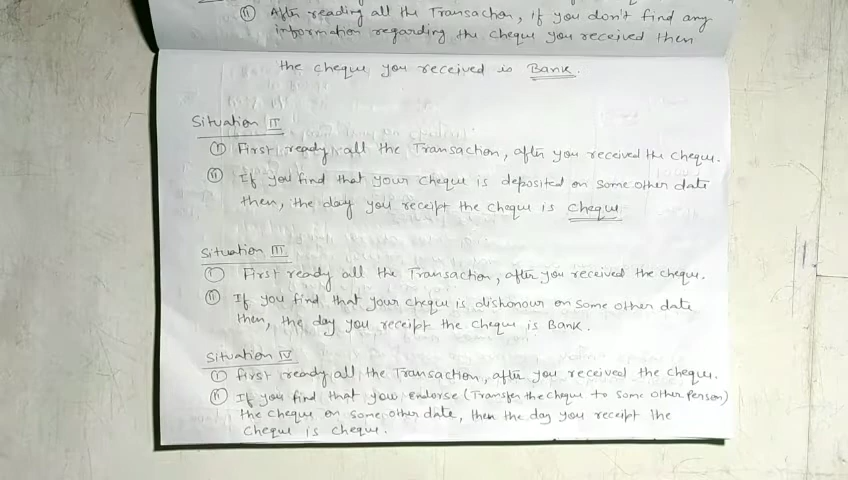 (II) After reading all the Transaction, if you don't find any
information regarding the cheque you received then
the cheque you received is Bank.
Situation II
(I) First ready all the Transaction, after you received the cheque.
(II) If you find that your cheque is deposited on some other date
then, the day you receipt the cheque is cheque
Situation III
(I) First ready all the Transaction, after you received the cheque.
(II) If you find that your cheque is dishonour on some other date
then, the day you receipt the cheque is Bank.
Situation IV
(I) First ready all the Transaction, after you received the cheque.
(II) If you find that you endorse (Transfer the cheque to some other person)
the cheque on some other date, then the day you receipt the
cheque is cheque.